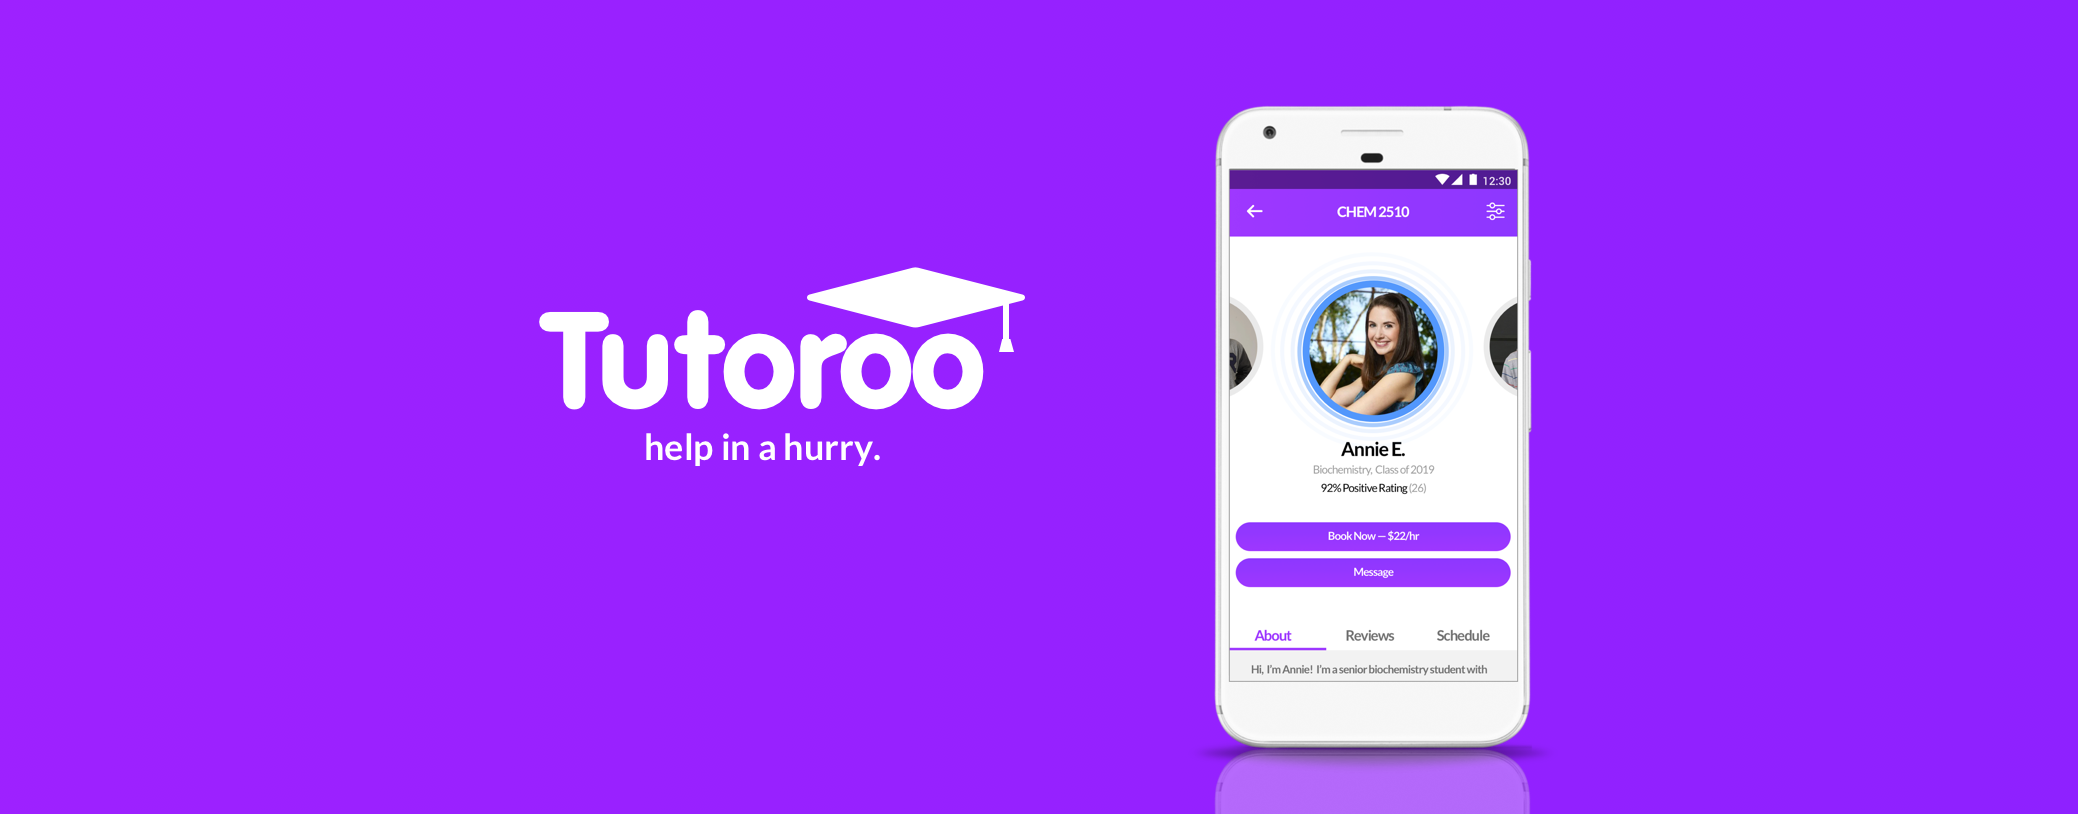 Tutoroo
help in a hurry.
12:30
CHEM 2510
Annie E.
Biochemistry, Class of 2019
92% Positive Rating (26)
Book Now — $22/hr
Message
About Reviews Schedule
Hi, I'm Annie! I'm a senior biochemistry student with